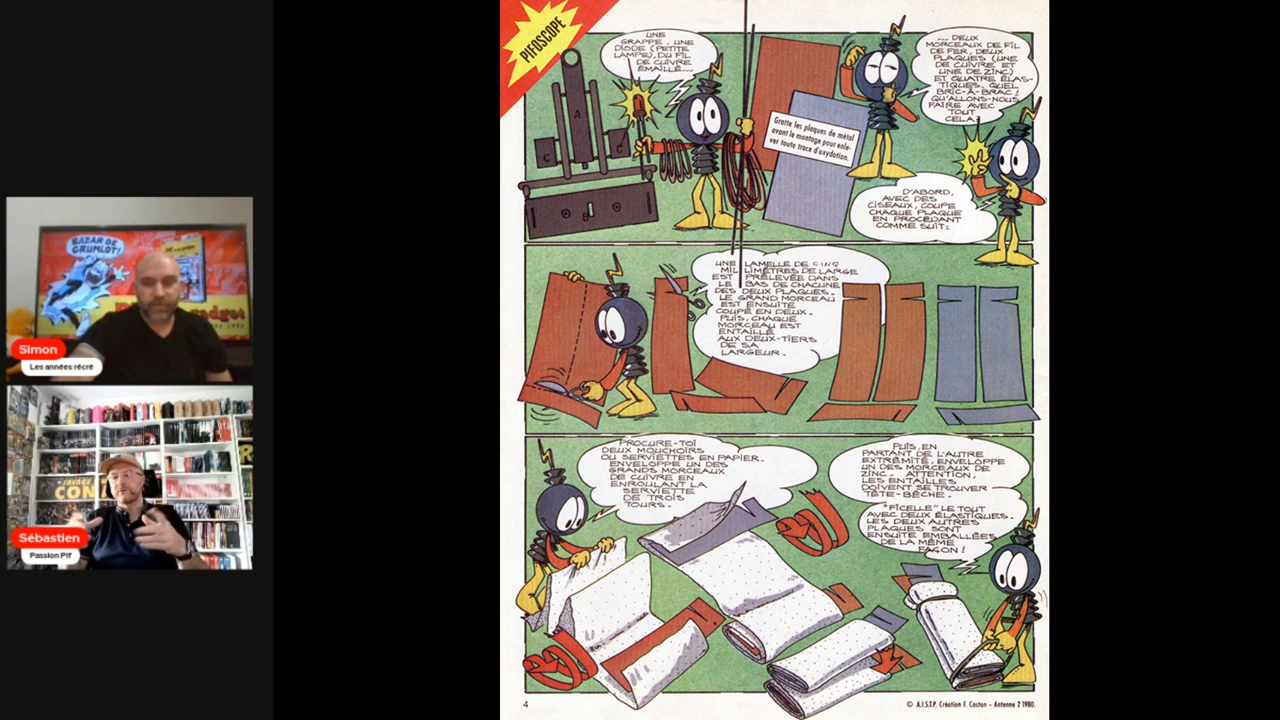 BAZAR DE
GRUMLOT!
Simon
Les années récré
CON
Sébastien
Passion Pif
PIFOSCOPE
UNE
GRAPPE, UNE
DIODE (PETITE
LAMPE), DU FIL
DE CUIVRE
ÉMAILLÉ...
... DEUX
MORCEAUX DE FIL
DE FER, DEUX
PLAQUES (UNE
DE CUIVRE ET
UNE DE ZINC)
ET QUATRE ÉLAS-
TIQUES. QUEL
BRIC-À-BRAC !
QU'ALLONS-NOUS
FAIRE AVEC
TOUT
CELA?
A
C
Gratte les plaques de métal
avant le montage pour enle-
ver toute trace d'oxydation.
D'ABORD,
AVEC DES
CISEAUX, COUPE
CHAQUE PLAQUE
EN PROCÉDANT
COMME SUIT:
UNE LAMELLE DE CINQ
MILLIMÈTRES DE LARGE
EST PRÉLEVÉE DANS
LE BAS DE CHACUNE
DES DEUX PLAQUES.
LE GRAND MORCEAU
EST ENSUITE
COUPÉ EN DEUX.
PUIS, CHAQUE
MORCEAU EST
ENTAILLÉ
AUX DEUX-TIERS
DE SA
LARGEUR.
PROCURE-TOI
DEUX MOUCHOIRS
OU SERVIETTES EN PAPIER.
ENVELOPPE UN DES
GRANDS MORCEAUX
DE CUIVRE EN
ENROULANT LA
SERVIETTE
DE TROIS
TOURS.
PUIS, EN
PARTANT DE L'AUTRE
EXTRÉMITÉ, ENVELOPPE
UN DES MORCEAUX DE
ZINC. ATTENTION,
LES ENTAILLES
DOIVENT SE TROUVER
TÊTE-BÊCHE.
"FICELLE" LE TOUT
AVEC DEUX ÉLASTIQUES.
LES DEUX AUTRES
PLAQUES SONT
ENSUITE EMBALLÉES
DE LA MÊME
FAÇON !
4
© A.I.S.T.P. Création F. Castan - Antenne 2 1980.